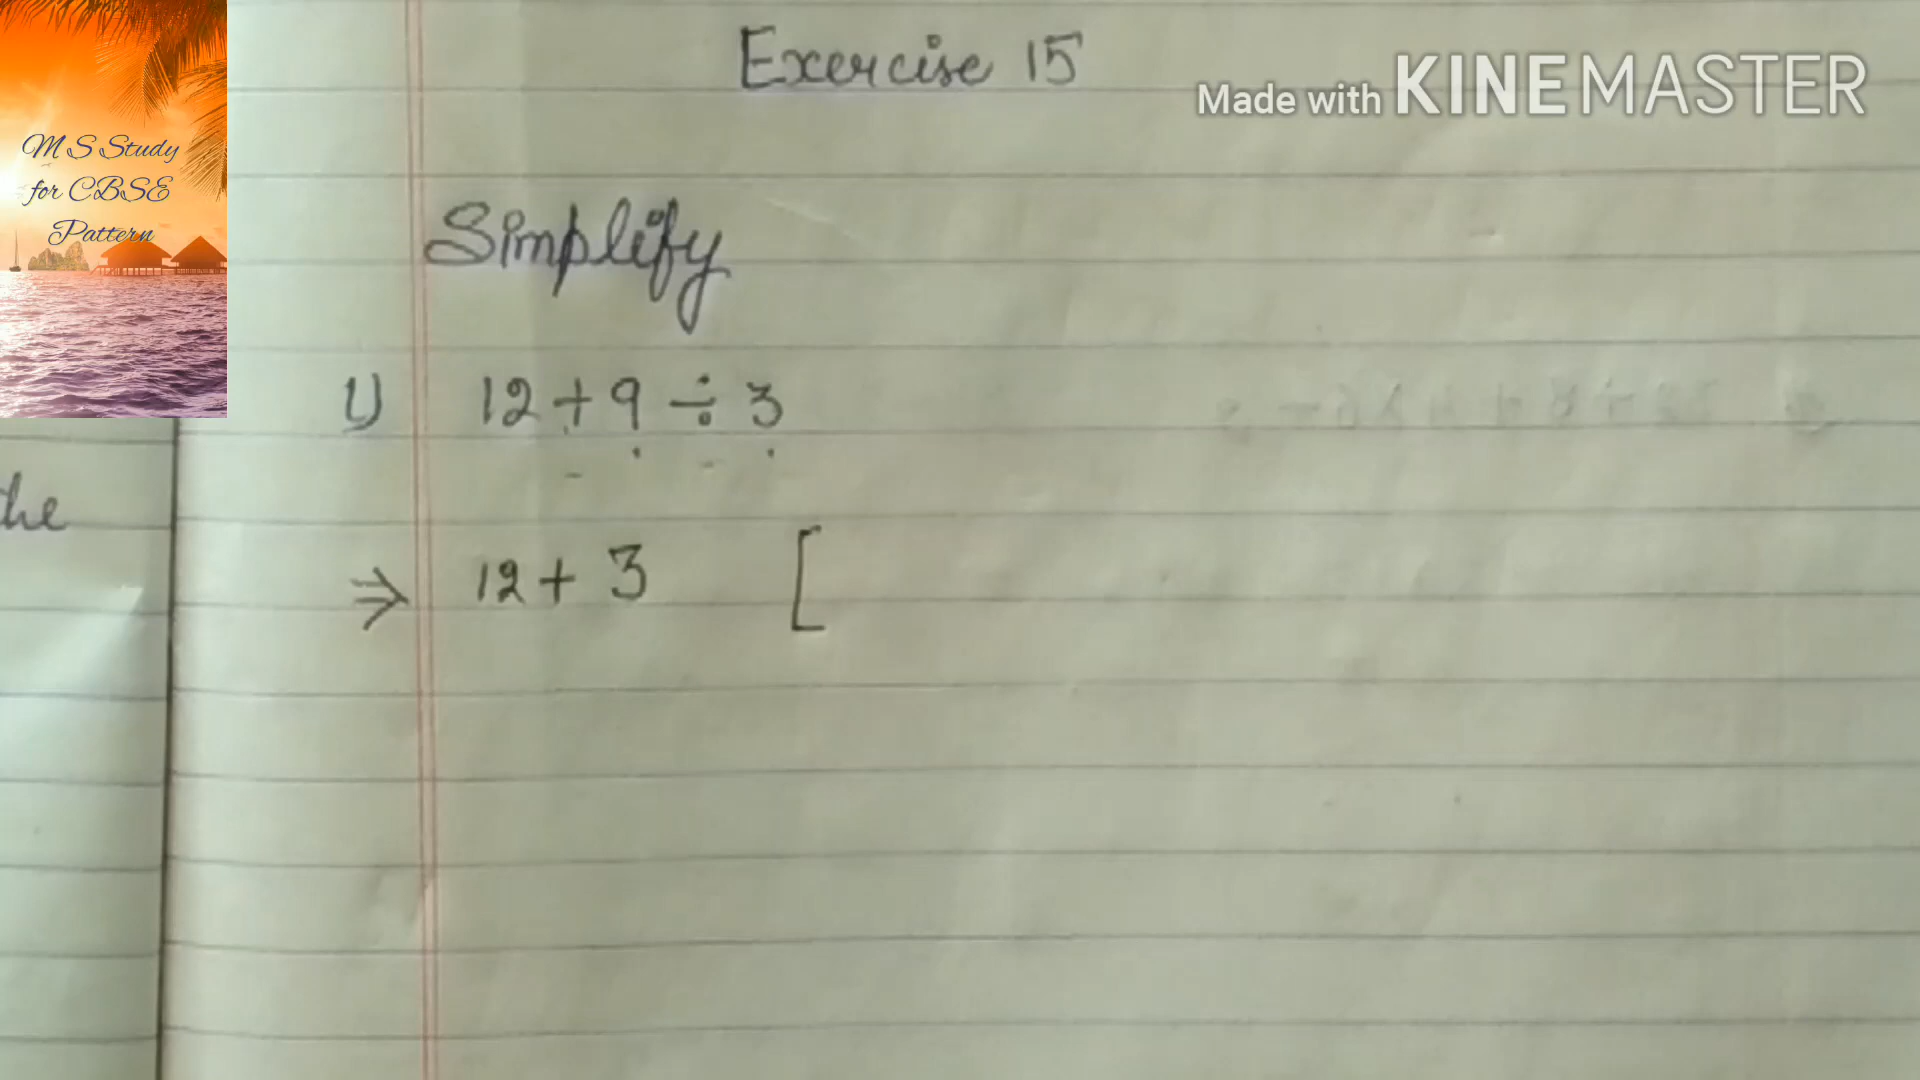 Exercise 15
Made with KINEMASTER
M S Study
for CBSE
Pattern
Simplify
1) 12 + 9 ÷ 3
he
⇒ 12 + 3 [